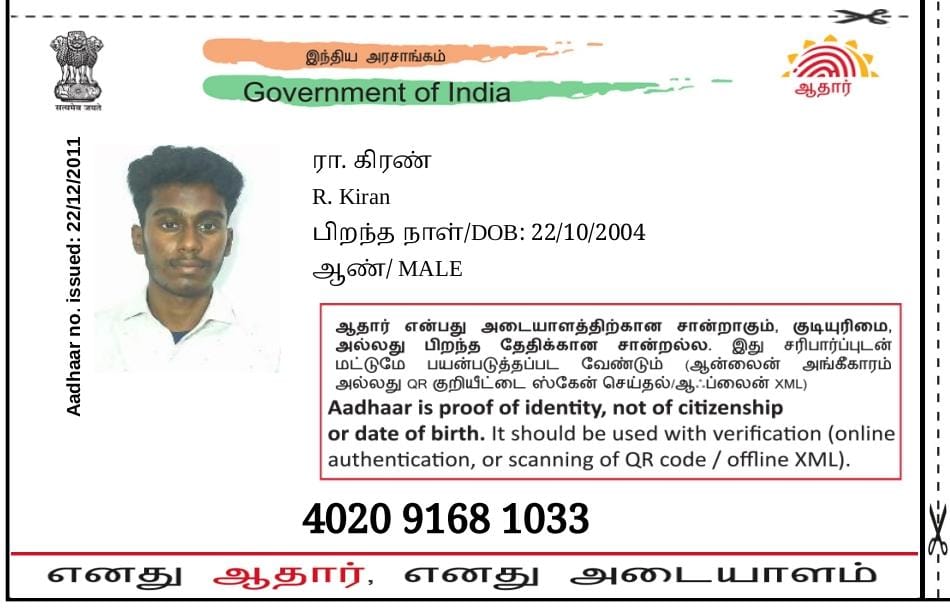 இந்திய அரசாங்கம்
Government of India
सत्यमेव जयते
ஆதார்
Aadhaar no. issued: 22/12/2011
ரா. கிரண்
R. Kiran
பிறந்த நாள்/DOB: 22/10/2004
ஆண்/ MALE
ஆதார் என்பது அடையாளத்திற்கான சான்றாகும், குடியுரிமை,
அல்லது பிறந்த தேதிக்கான சான்றல்ல. இது சரிபார்ப்புடன்
மட்டுமே பயன்படுத்தப்பட வேண்டும் (ஆன்லைன் அங்கீகாரம்
அல்லது QR குறியீட்டை ஸ்கேன் செய்தல்/ஆஃப்லைன் XML)
Aadhaar is proof of identity, not of citizenship
or date of birth. It should be used with verification (online
authentication, or scanning of QR code / offline XML).
4020 9168 1033
எனது ஆதார், எனது அடையாளம்